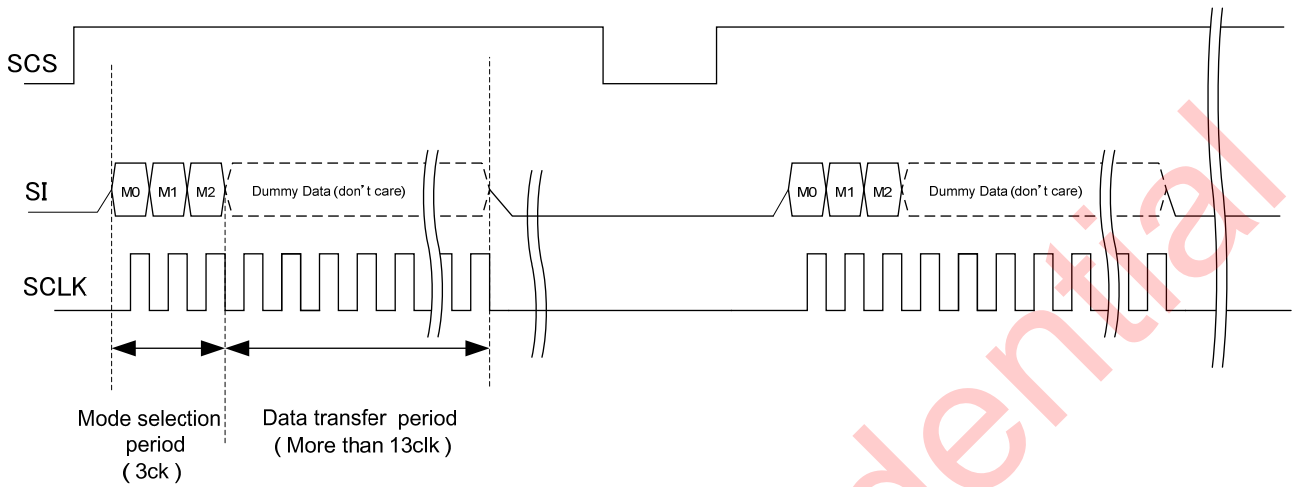 SCS
SI
M0 M1 M2 Dummy Data (don't care)
M0 M1 M2 Dummy Data (don't care)
SCLK
Mode selection
period
( 3ck )
Data transfer period
( More than 13clk )
dential